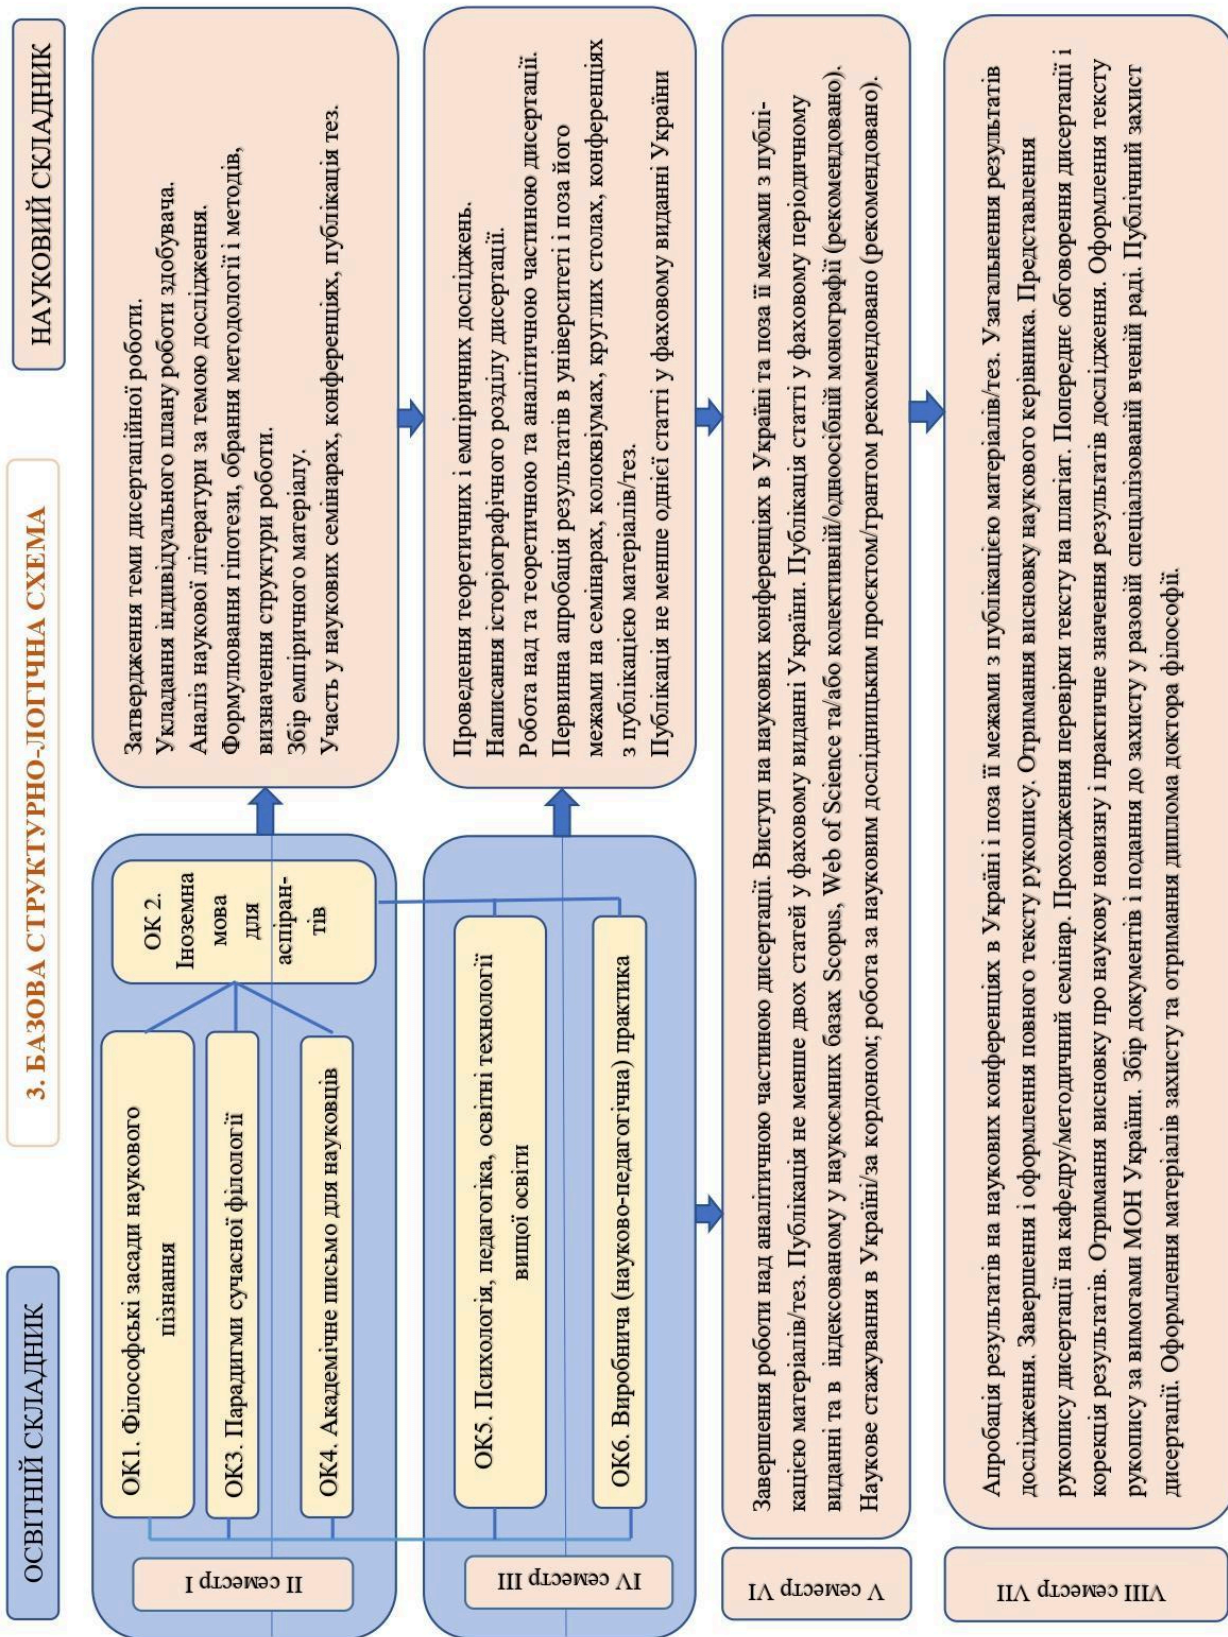 3. БАЗОВА СТРУКТУРНО-ЛОГІЧНА СХЕМА
ОСВІТНІЙ СКЛАДНИК
НАУКОВИЙ СКЛАДНИК
II семестр I
ОК1. Філософські засади наукового
пізнання
ОК3. Парадигми сучасної філології
ОК4. Академічне письмо для науковців
ОК 2.
Іноземна
мова
для
аспіран-
тів
Затвердження теми дисертаційної роботи.
Укладання індивідуального плану роботи здобувача.
Аналіз наукової літератури за темою дослідження.
Формулювання гіпотези, обрання методології і методів,
визначення структури роботи.
Збір емпіричного матеріалу.
Участь у наукових семінарах, конференціях, публікація тез.
IV семестр III
ОК5. Психологія, педагогіка, освітні технології
вищої освіти
ОК6. Виробнича (науково-педагогічна) практика
Проведення теоретичних і емпіричних досліджень.
Написання історіографічного розділу дисертації.
Робота над та теоретичною та аналітичною частиною дисертації.
Первинна апробація результатів в університеті і поза його
межами на семінарах, колоквіумах, круглих столах, конференціях
з публікацією матеріалів/тез.
Публікація не менше однієї статті у фаховому виданні України
V семестр VI
Завершення роботи над аналітичною частиною дисертації. Виступ на наукових конференціях в Україні та поза її межами з публі-
кацією матеріалів/тез. Публікація не менше двох статей у фаховому виданні України. Публікація статті у фаховому періодичному
виданні та в індексованому у наукоємних базах Scopus, Web of Science та/або колективній/одноосібній монографії (рекомендовано).
Наукове стажування в Україні/за кордоном; робота за науковим дослідницьким проєктом/грантом рекомендовано (рекомендовано).
VIII семестр VII
Апробація результатів на наукових конференціях в Україні і поза її межами з публікацією матеріалів/тез. Узагальнення результатів
дослідження. Завершення і оформлення повного тексту рукопису. Отримання висновку наукового керівника. Представлення
рукопису дисертації на кафедру/методичний семінар. Проходження перевірки тексту на плагіат. Попереднє обговорення дисертації і
корекція результатів. Отримання висновку про наукову новизну і практичне значення результатів дослідження. Оформлення тексту
рукопису за вимогами МОН України. Збір документів і подання до захисту у разовій спеціалізованій вченій раді. Публічний захист
дисертації. Оформлення матеріалів захисту та отримання диплома доктора філософії.